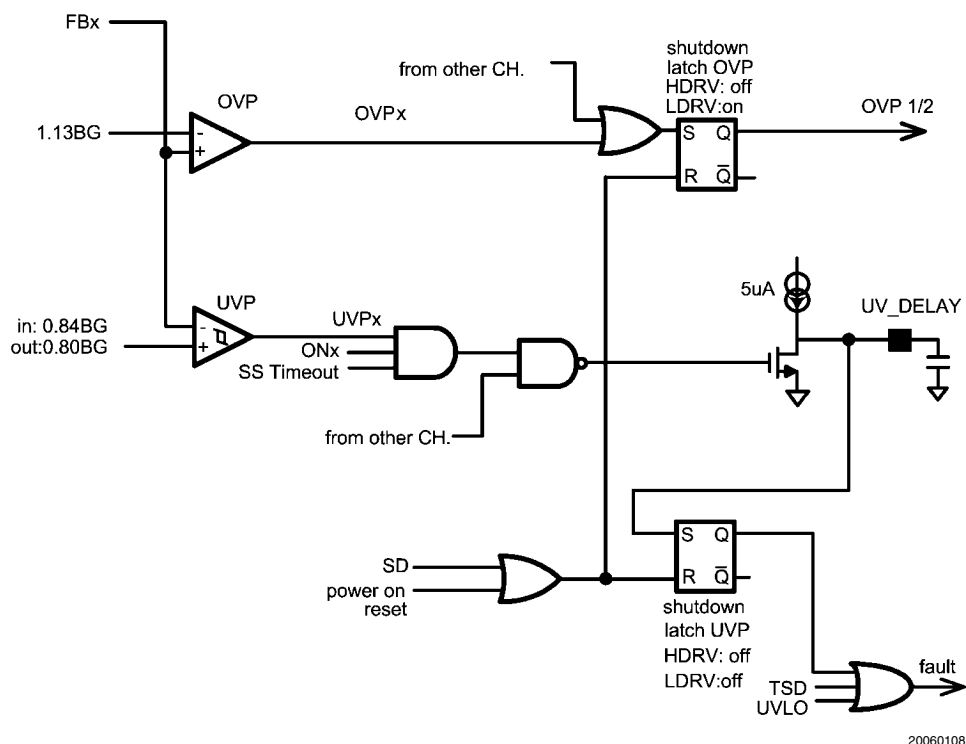 FBx
OVP
1.13BG
-
+
OVPx
from other CH.
shutdown
latch OVP
HDRV: off
LDRV:on
S Q
R Q̅
OVP 1/2
UVP
in: 0.84BG
out:0.80BG
-
+
UVPx
ONx
SS Timeout
from other CH.
5uA
UV_DELAY
SD
power on
reset
S Q
R Q̅
shutdown
latch UVP
HDRV: off
LDRV:off
TSD
UVLO
fault
20060108